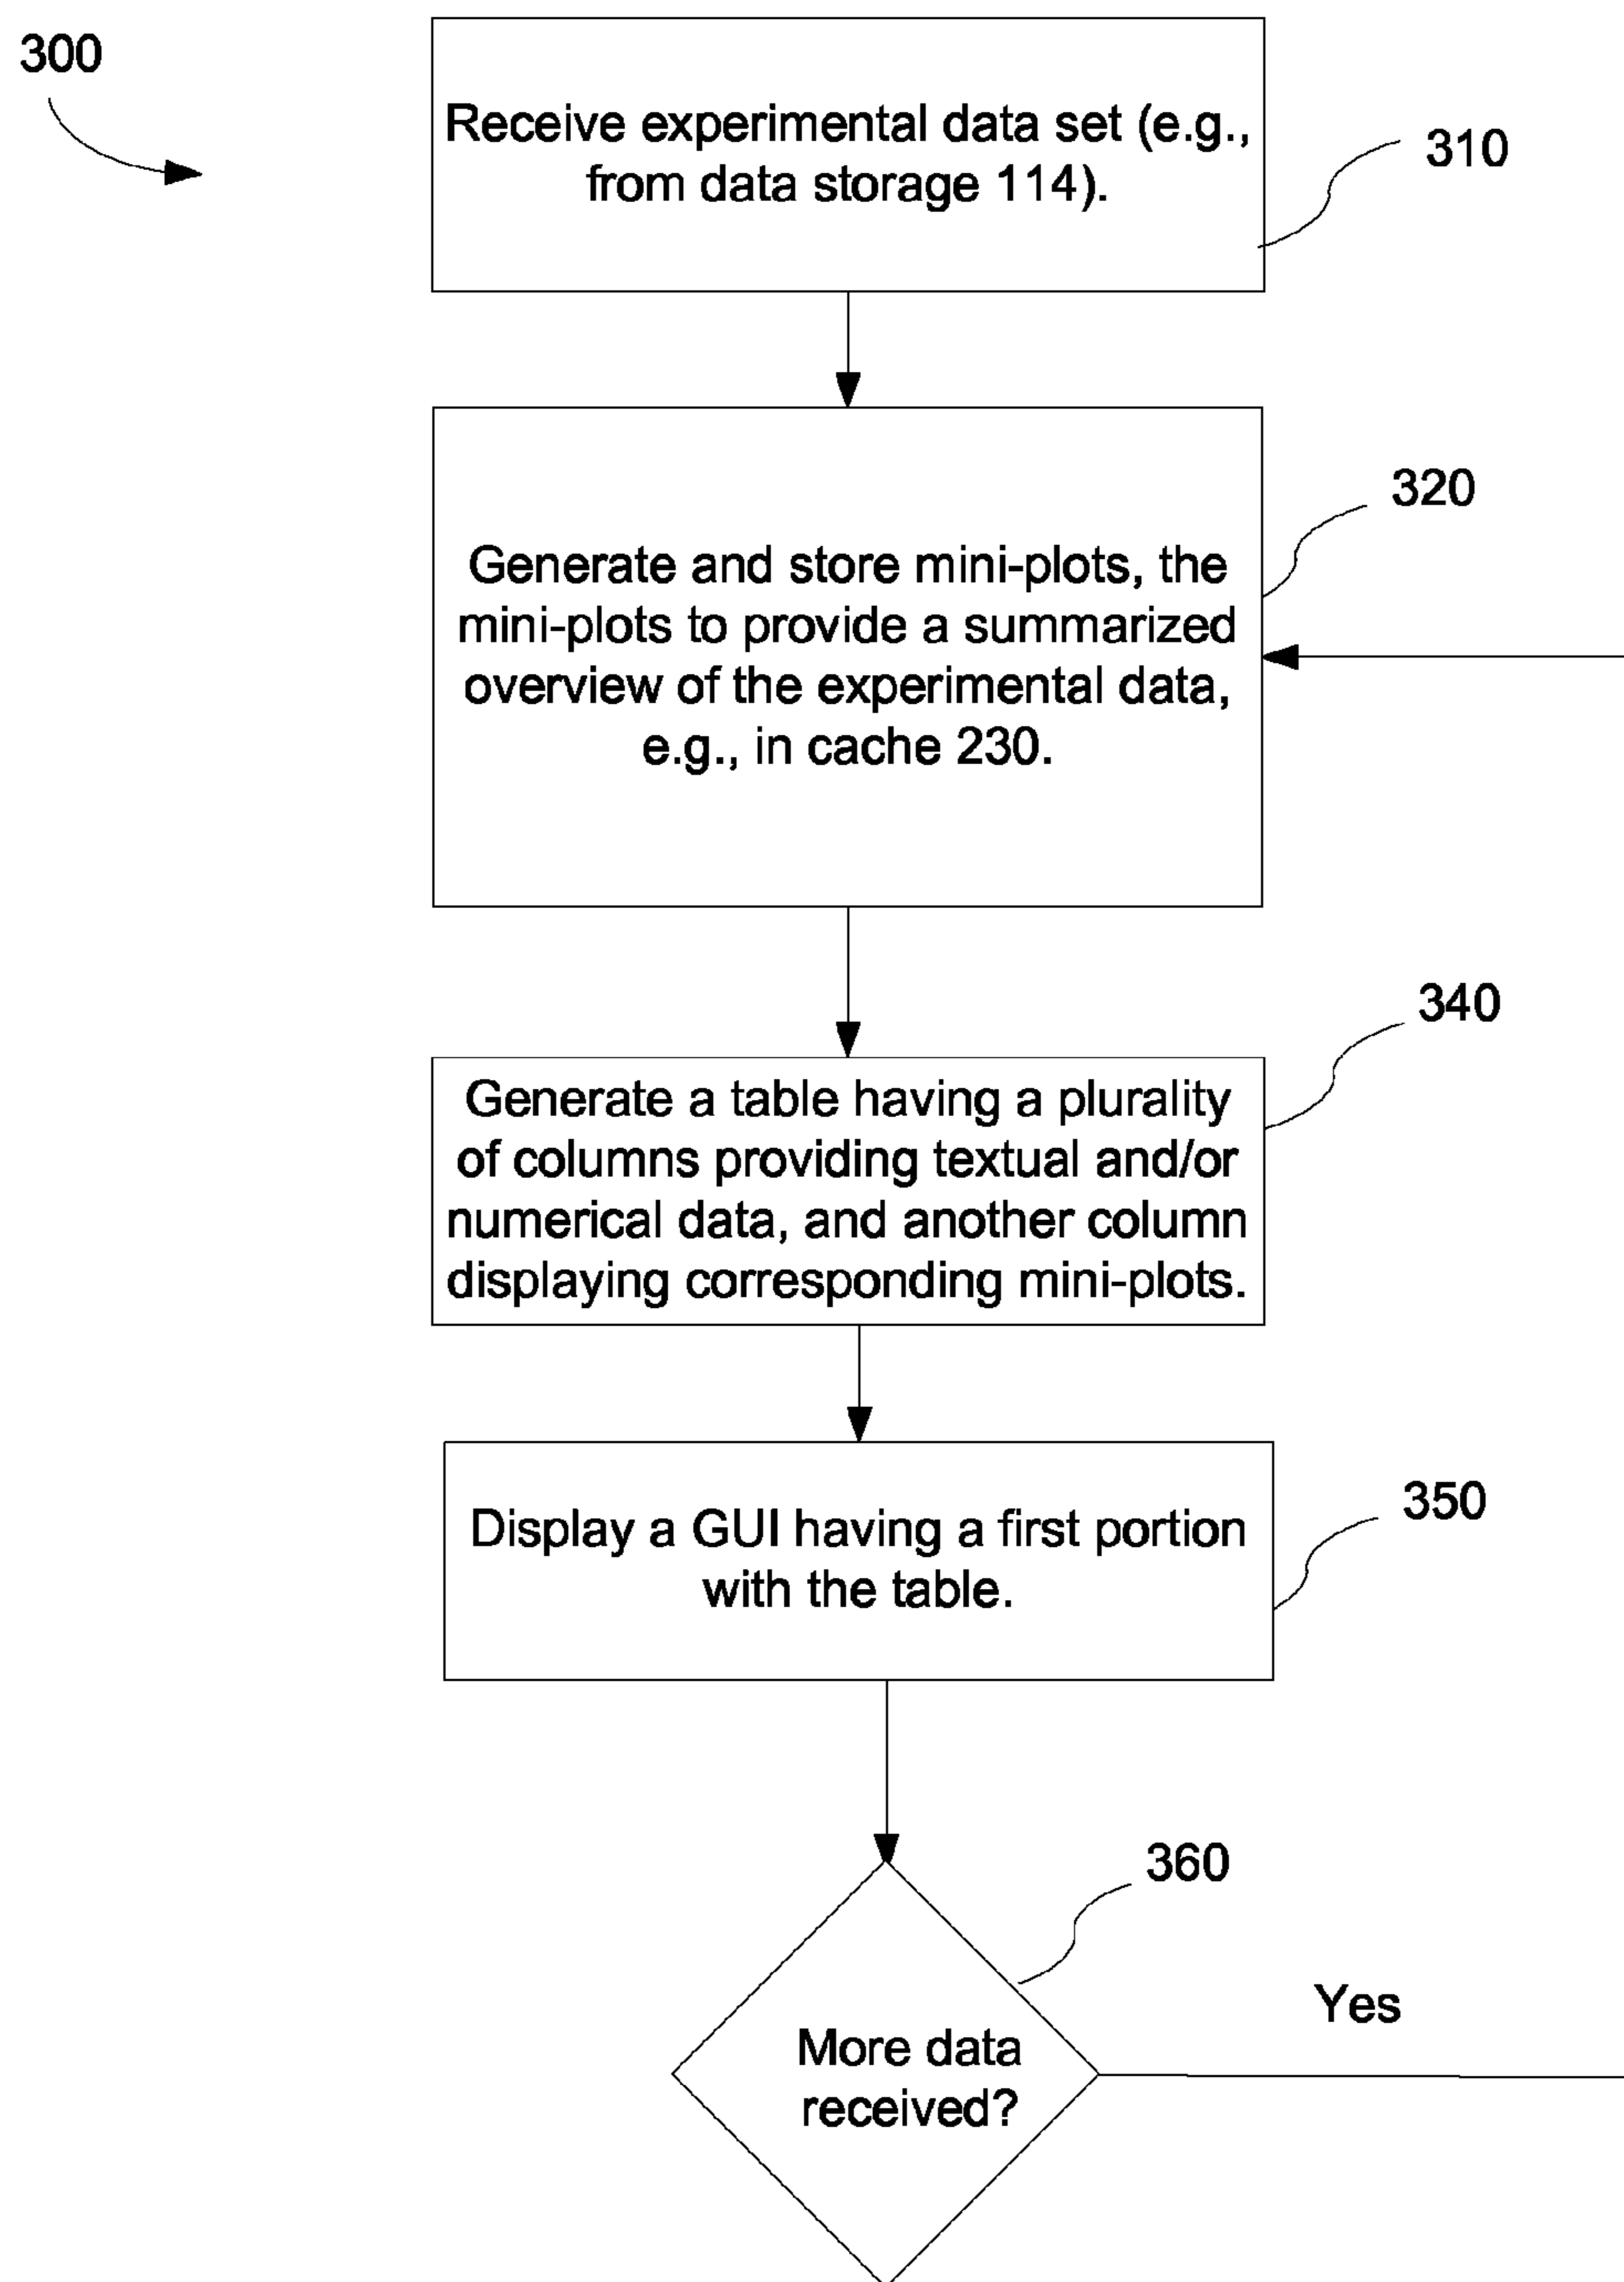 300
Receive experimental data set (e.g.,
from data storage 114).
310
Generate and store mini-plots, the
mini-plots to provide a summarized
overview of the experimental data,
e.g., in cache 230.
320
Generate a table having a plurality
of columns providing textual and/or
numerical data, and another column
displaying corresponding mini-plots.
340
Display a GUI having a first portion
with the table.
350
More data
received?
360
Yes